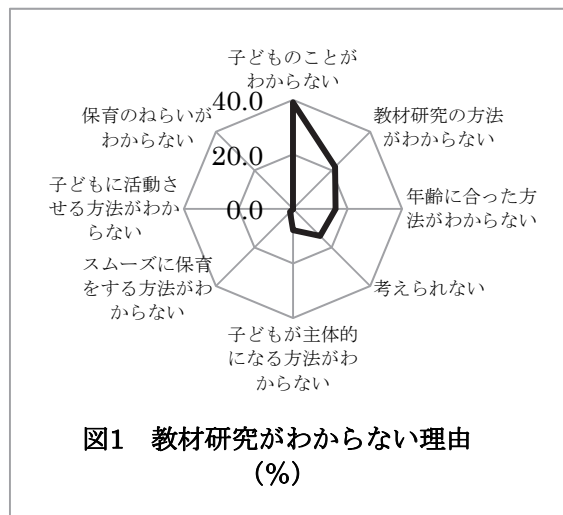 子どものことが
わからない
40.0
保育のねらいが
わからない
教材研究の方法
がわからない
20.0
子どもに活動さ
せる方法がわか
らない
0.0
年齢に合った方
法がわからない
スムーズに保育
をする方法がわ
からない
考えられない
子どもが主体的
になる方法がわ
からない
図1 教材研究がわからない理由
(%)